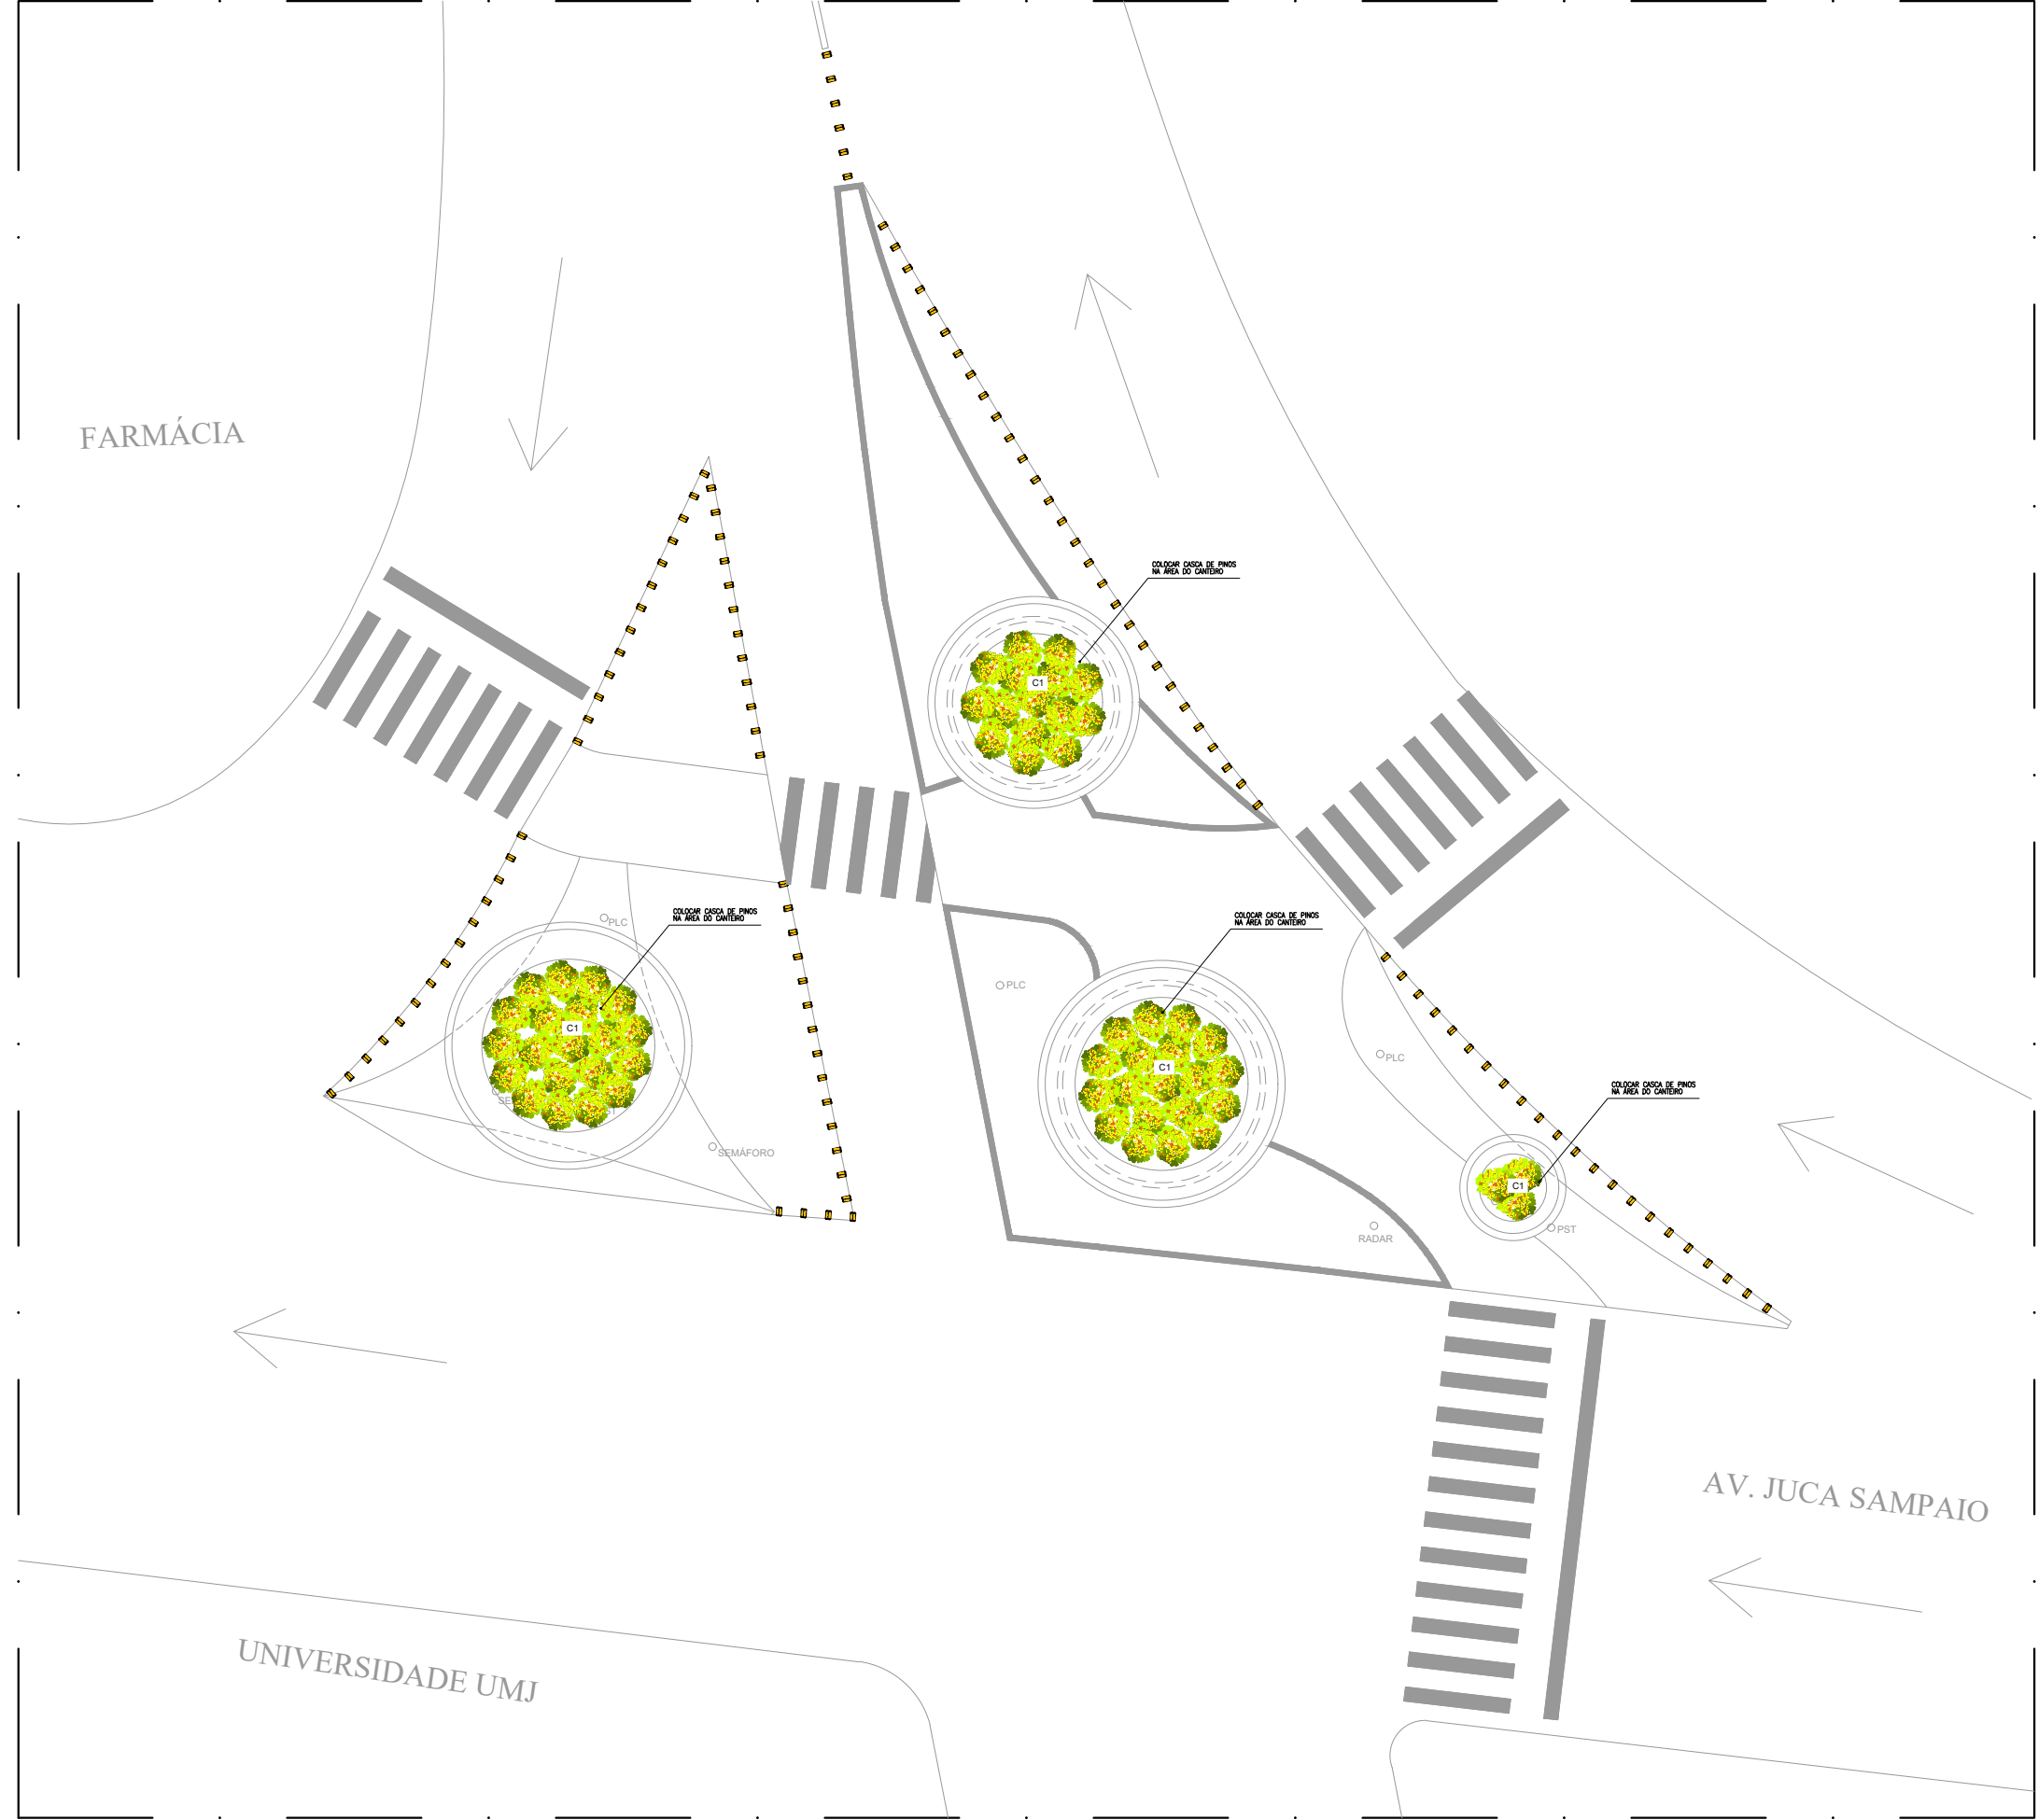 FARMÁCIA
COLOCAR CASCA DE PINOS
NA ÁREA DO CANTEIRO
C1
COLOCAR CASCA DE PINOS
NA ÁREA DO CANTEIRO
PLC
COLOCAR CASCA DE PINOS
NA ÁREA DO CANTEIRO
PLC
C1
C1
PLC
COLOCAR CASCA DE PINOS
NA ÁREA DO CANTEIRO
SEMÁFORO
C1
PST
RADAR
AV. JUCA SAMPAIO
UNIVERSIDADE UMJ